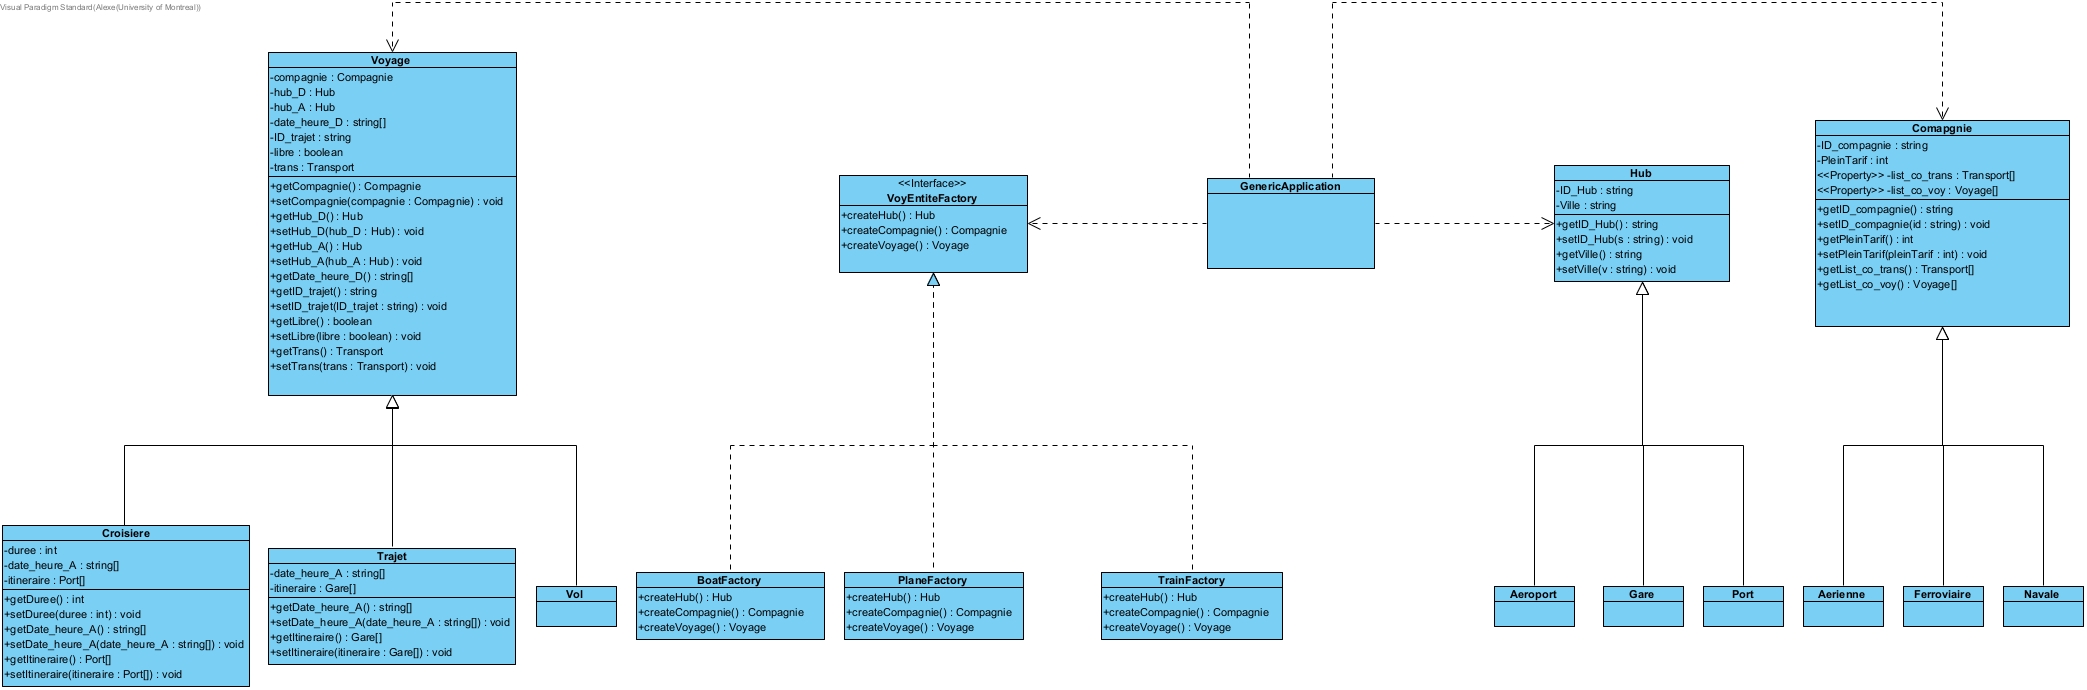 Visual Paradigm Standard(Alexe(University of Montreal))
Voyage
-compagnie : Compagnie
-hub_D : Hub
-hub_A : Hub
-date_heure_D : string[]
-ID_trajet : string
-libre : boolean
-trans : Transport
+getCompagnie() : Compagnie
+setCompagnie(compagnie : Compagnie) : void
+getHub_D() : Hub
+setHub_D(hub_D : Hub) : void
+getHub_A() : Hub
+setHub_A(hub_A : Hub) : void
+getDate_heure_D() : string[]
+getID_trajet() : string
+setID_trajet(ID_trajet : string) : void
+getLibre() : boolean
+setLibre(libre : boolean) : void
+getTrans() : Transport
+setTrans(trans : Transport) : void
<<Interface>>
VoyEntiteFactory
+createHub() : Hub
+createCompagnie() : Compagnie
+createVoyage() : Voyage
GenericApplication
Hub
-ID_Hub : string
-Ville : string
+getID_Hub() : string
+setID_Hub(s : string) : void
+getVille() : string
+setVille(v : string) : void
Comapgnie
-ID_compagnie : string
-PleinTarif : int
<<Property>> -list_co_trans : Transport[]
<<Property>> -list_co_voy : Voyage[]
+getID_compagnie() : string
+setID_compagnie(id : string) : void
+getPleinTarif() : int
+setPleinTarif(pleinTarif : int) : void
+getList_co_trans() : Transport[]
+getList_co_voy() : Voyage[]
Croisiere
-duree : int
-date_heure_A : string[]
-itineraire : Port[]
+getDuree() : int
+setDuree(duree : int) : void
+getDate_heure_A() : string[]
+setDate_heure_A(date_heure_A : string[]) : void
+getItineraire() : Port[]
+setItineraire(itineraire : Port[]) : void
Trajet
-date_heure_A : string[]
-itineraire : Gare[]
+getDate_heure_A() : string[]
+setDate_heure_A(date_heure_A : string[]) : void
+getItineraire() : Gare[]
+setItineraire(itineraire : Gare[]) : void
Vol
BoatFactory
+createHub() : Hub
+createCompagnie() : Compagnie
+createVoyage() : Voyage
PlaneFactory
+createHub() : Hub
+createCompagnie() : Compagnie
+createVoyage() : Voyage
TrainFactory
+createHub() : Hub
+createCompagnie() : Compagnie
+createVoyage() : Voyage
Aeroport
Gare
Port
Aerienne
Ferroviaire
Navale